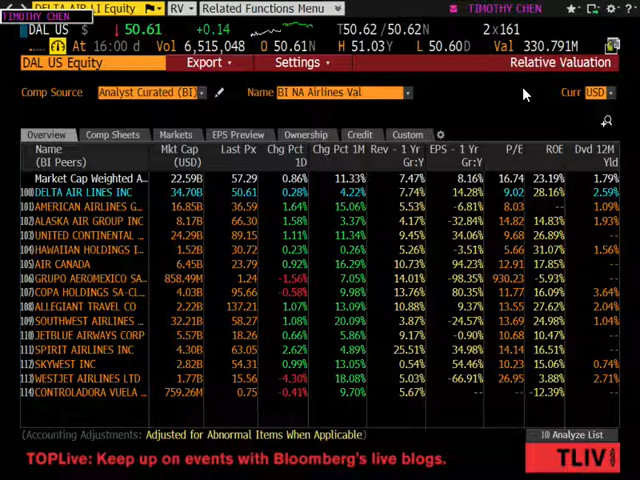 DELTA AIR LI Equity RV Related Functions Menu TIMOTHY CHEN
TIMOTHY CHEN
DAL US 50.61 +0.14 T50.62 / 50.62N 2 x161
At 16:00 d Vol 6,515,048 O 50.61N H 51.03Y L 50.60D Val 330.791M
DAL US Equity Export Settings Relative Valuation
Comp Source Analyst Curated (BI) Name BI NA Airlines Val Curr USD
Overview Comp Sheets Markets EPS Preview Ownership Credit Custom
Name Mkt Cap Last Px Chg Pct Chg Pct 1M Rev - 1 Yr EPS - 1 Yr P/E ROE Dvd 12M
(BI Peers) (USD) 1D Gr:Y Gr:Y Yld
Market Cap Weighted A... 22.59B 57.29 0.86% 11.33% 7.47% 8.16% 16.74 23.19% 1.79%
100) DELTA AIR LINES INC 34.70B 50.61 0.28% 4.22% 7.74% 14.28% 9.02 28.16% 2.59%
101) AMERICAN AIRLINES G... 16.85B 36.59 1.64% 15.06% 5.53% -6.81% 8.03 -- 1.09%
102) ALASKA AIR GROUP INC 8.17B 66.30 1.58% 3.37% 4.17% -32.84% 14.82 14.83% 1.93%
103) UNITED CONTINENTAL ... 24.29B 89.15 1.11% 11.34% 9.45% 34.06% 9.68 26.89% --
104) HAWAIIAN HOLDINGS I... 1.52B 30.72 0.23% 0.26% 5.26% -3.51% 5.66 31.07% 1.56%
105) AIR CANADA 6.45B 23.79 0.92% 16.29% 10.73% 94.23% 12.91 17.85% --
106) GRUPO AEROMEXICO SA... 858.49M 1.24 -1.56% 7.05% 14.01% -98.35% 930.23 -5.93% --
107) COPA HOLDINGS SA-CL... 4.03B 95.66 -0.58% 9.98% 13.76% 80.35% 11.77 9.16% 3.64%
108) ALLEGIANT TRAVEL CO 2.22B 137.21 1.07% 13.09% 10.88% 9.37% 13.55 27.62% 2.04%
109) SOUTHWEST AIRLINES ... 32.21B 58.27 1.08% 20.09% 3.87% -24.57% 13.69 24.98% 1.04%
110) JETBLUE AIRWAYS CORP 5.57B 18.26 0.66% 5.86% 9.17% -0.90% 10.68 10.47% --
111) SPIRIT AIRLINES INC 4.30B 63.05 2.62% 4.89% 25.51% 34.98% 14.14 16.51% --
112) SKYWEST INC 2.82B 54.31 0.99% 13.05% 0.54% 54.46% 10.23 15.06% 0.74%
113) WESTJET AIRLINES LTD 1.77B 15.56 -4.30% 18.08% 5.03% -66.91% 26.95 3.88% 2.71%
114) CONTROLADORA VUELA ... 759.26M 0.75 -0.41% 9.70% 5.67% -- -- -12.39% --
(Accounting Adjustments: Adjusted for Abnormal Items When Applicable) 10 Analyze List
TOPLive: Keep up on events with Bloomberg's live blogs. TLIV